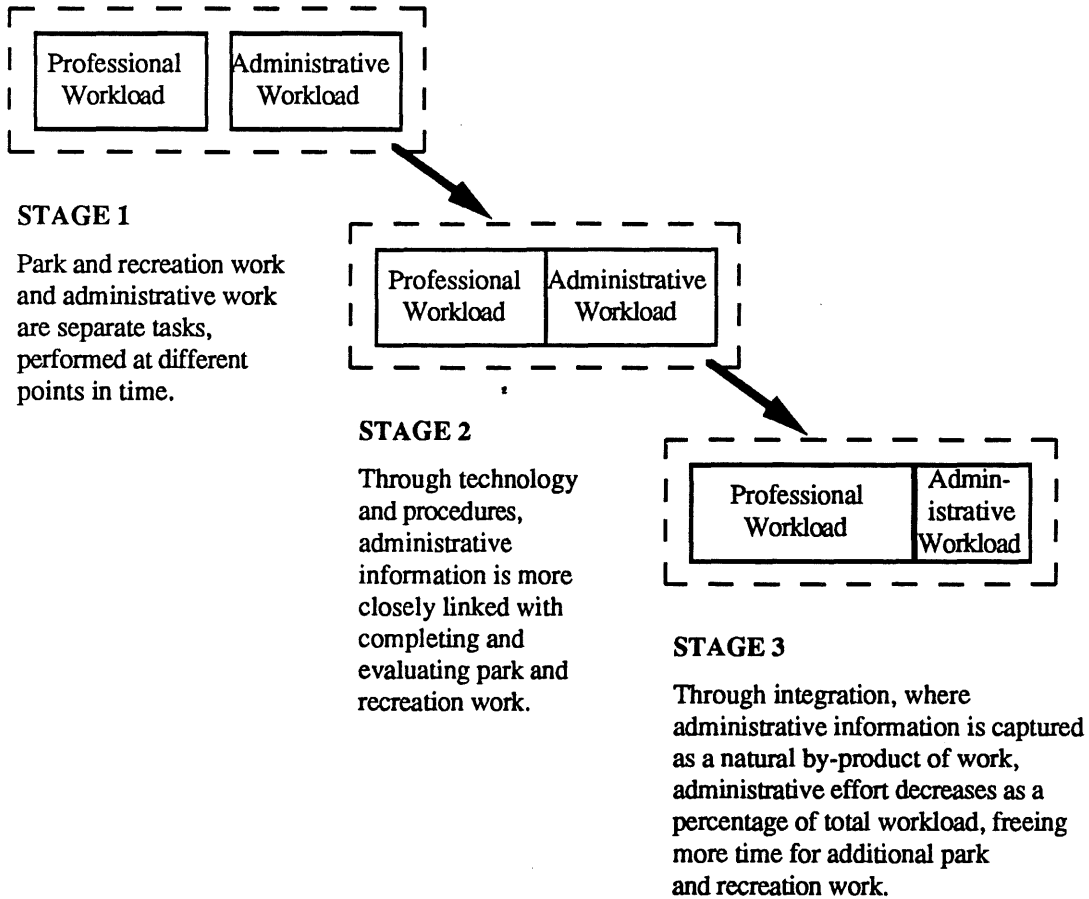 Professional
Workload
Administrative
Workload
STAGE 1
Park and recreation work
and administrative work
are separate tasks,
performed at different
points in time.
Professional
Workload
Administrative
Workload
STAGE 2
Through technology
and procedures,
administrative
information is more
closely linked with
completing and
evaluating park and
recreation work.
Professional
Workload
Admin-
istrative
Workload
STAGE 3
Through integration, where
administrative information is captured
as a natural by-product of work,
administrative effort decreases as a
percentage of total workload, freeing
more time for additional park
and recreation work.